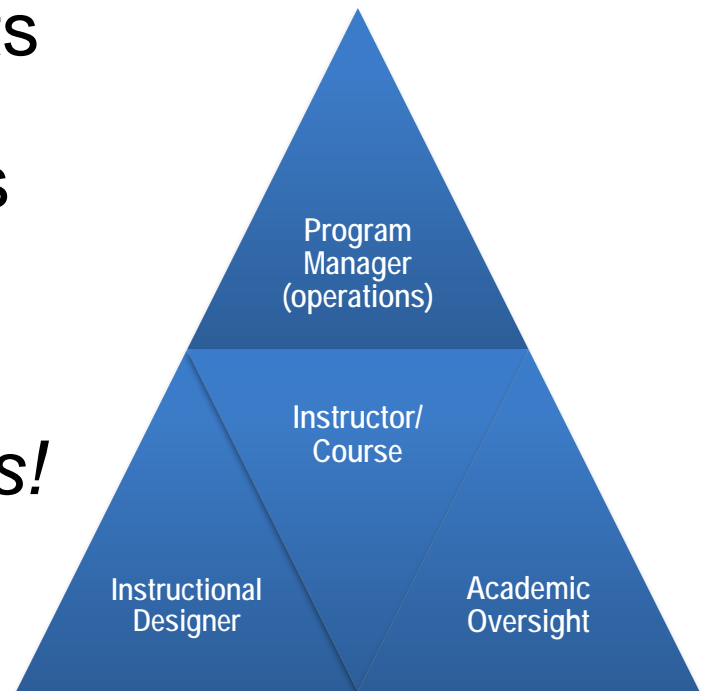 s
s!
Program
Manager
(operations)
Instructor/
Course
Instructional
Designer
Academic
Oversight